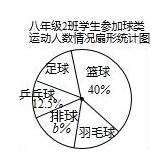 八年级2班学生参加球类
运动人数情况扇形统计图
足球
篮球
40%
乒乓球
12.5%
排球
b%
羽毛球